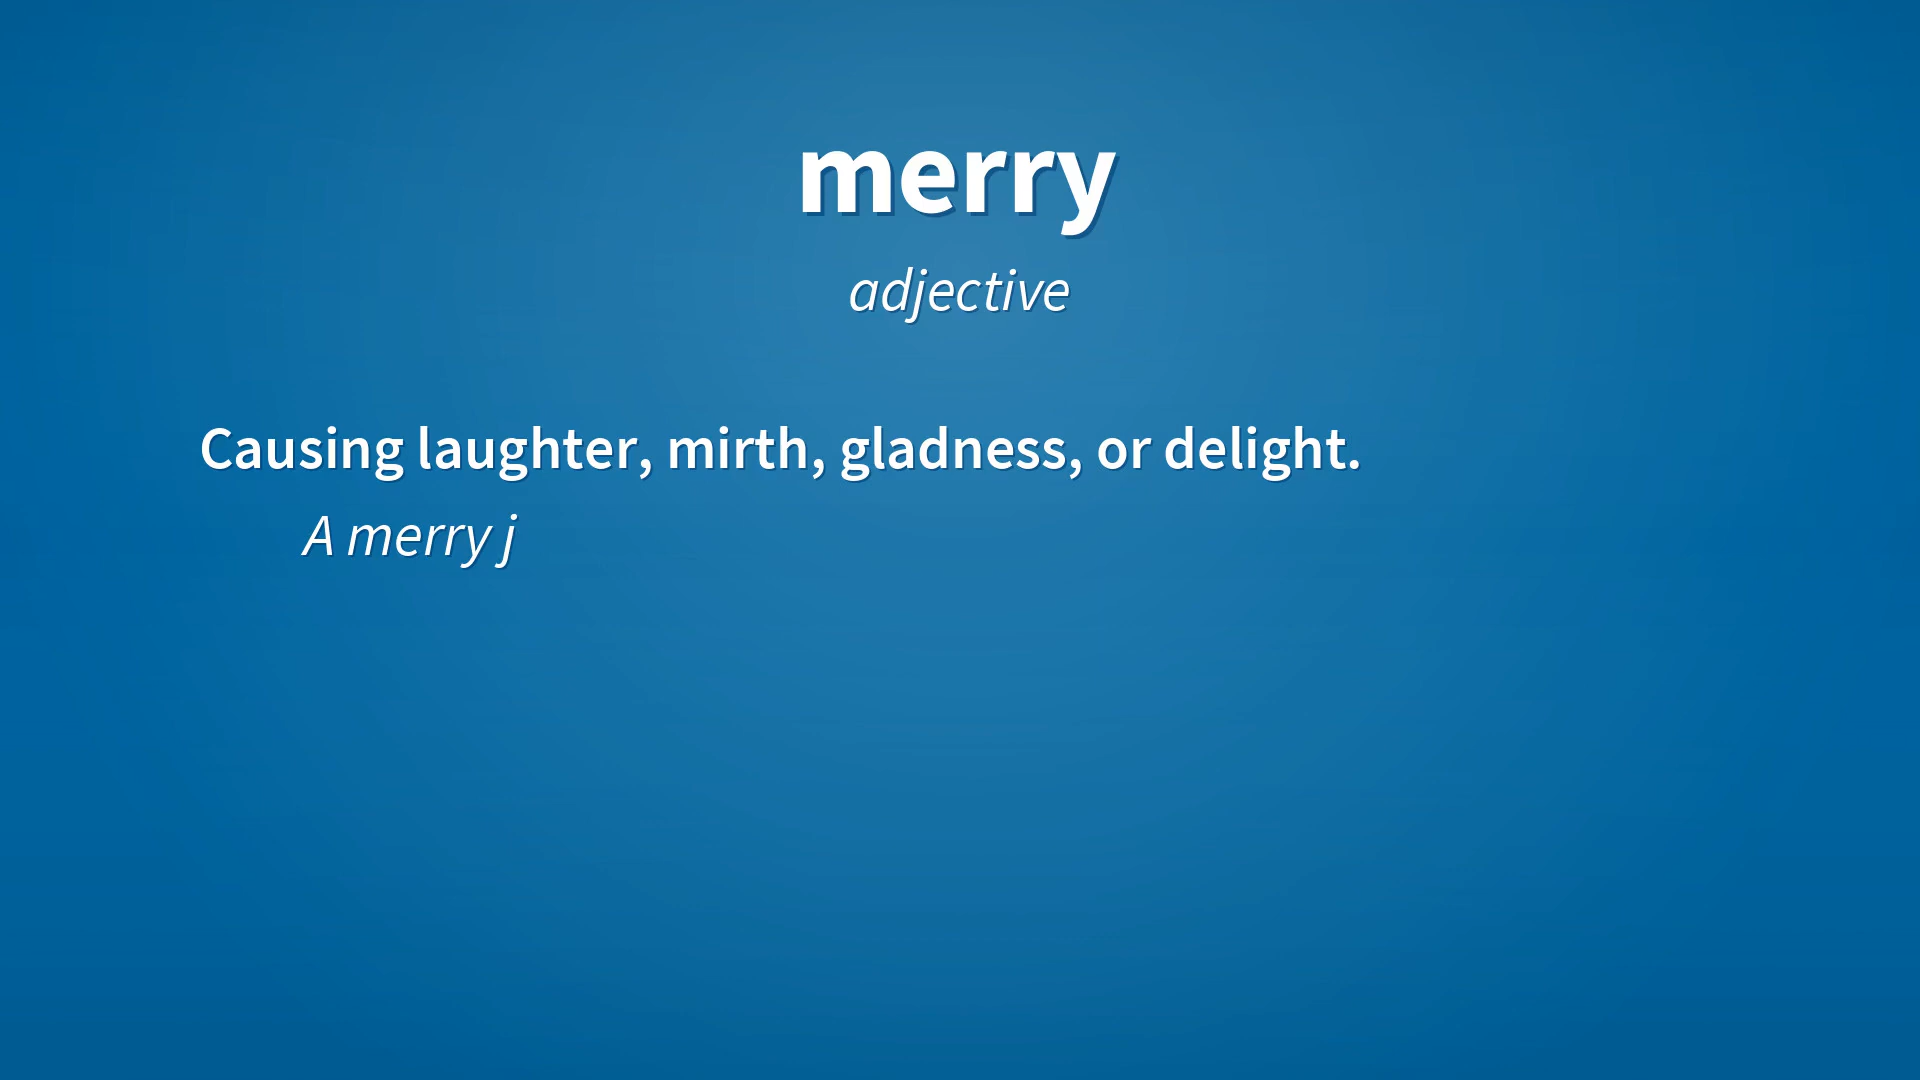 merry
adjective
Causing laughter, mirth, gladness, or delight.
A merry j